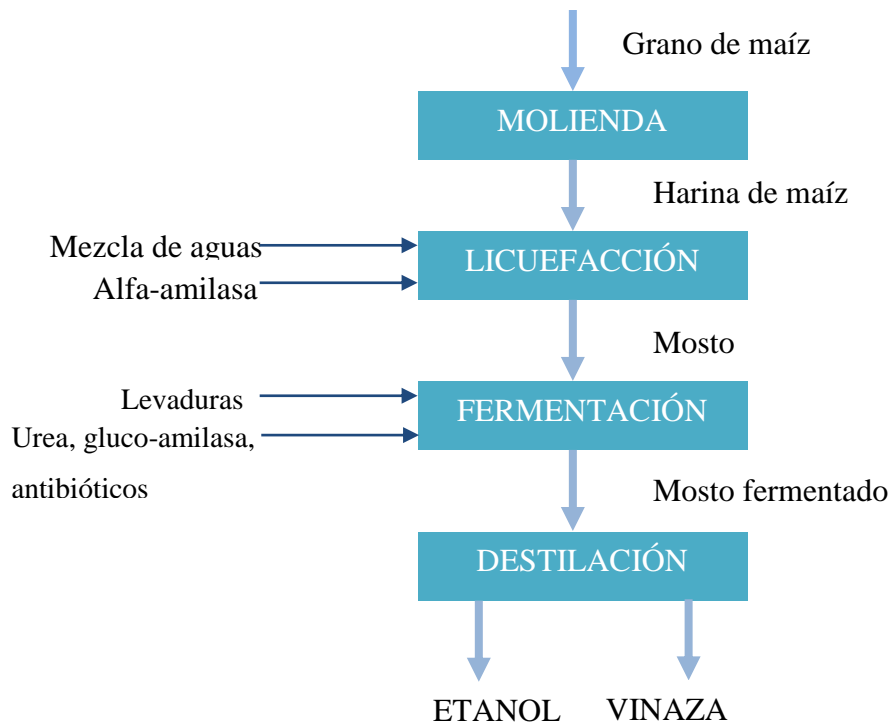 Grano de maíz
MOLIENDA
Harina de maíz
Mezcla de aguas
Alfa-amilasa
LICUEFACCIÓN
Mosto
Levaduras
Urea, gluco-amilasa,
antibióticos
FERMENTACIÓN
Mosto fermentado
DESTILACIÓN
ETANOL
VINAZA